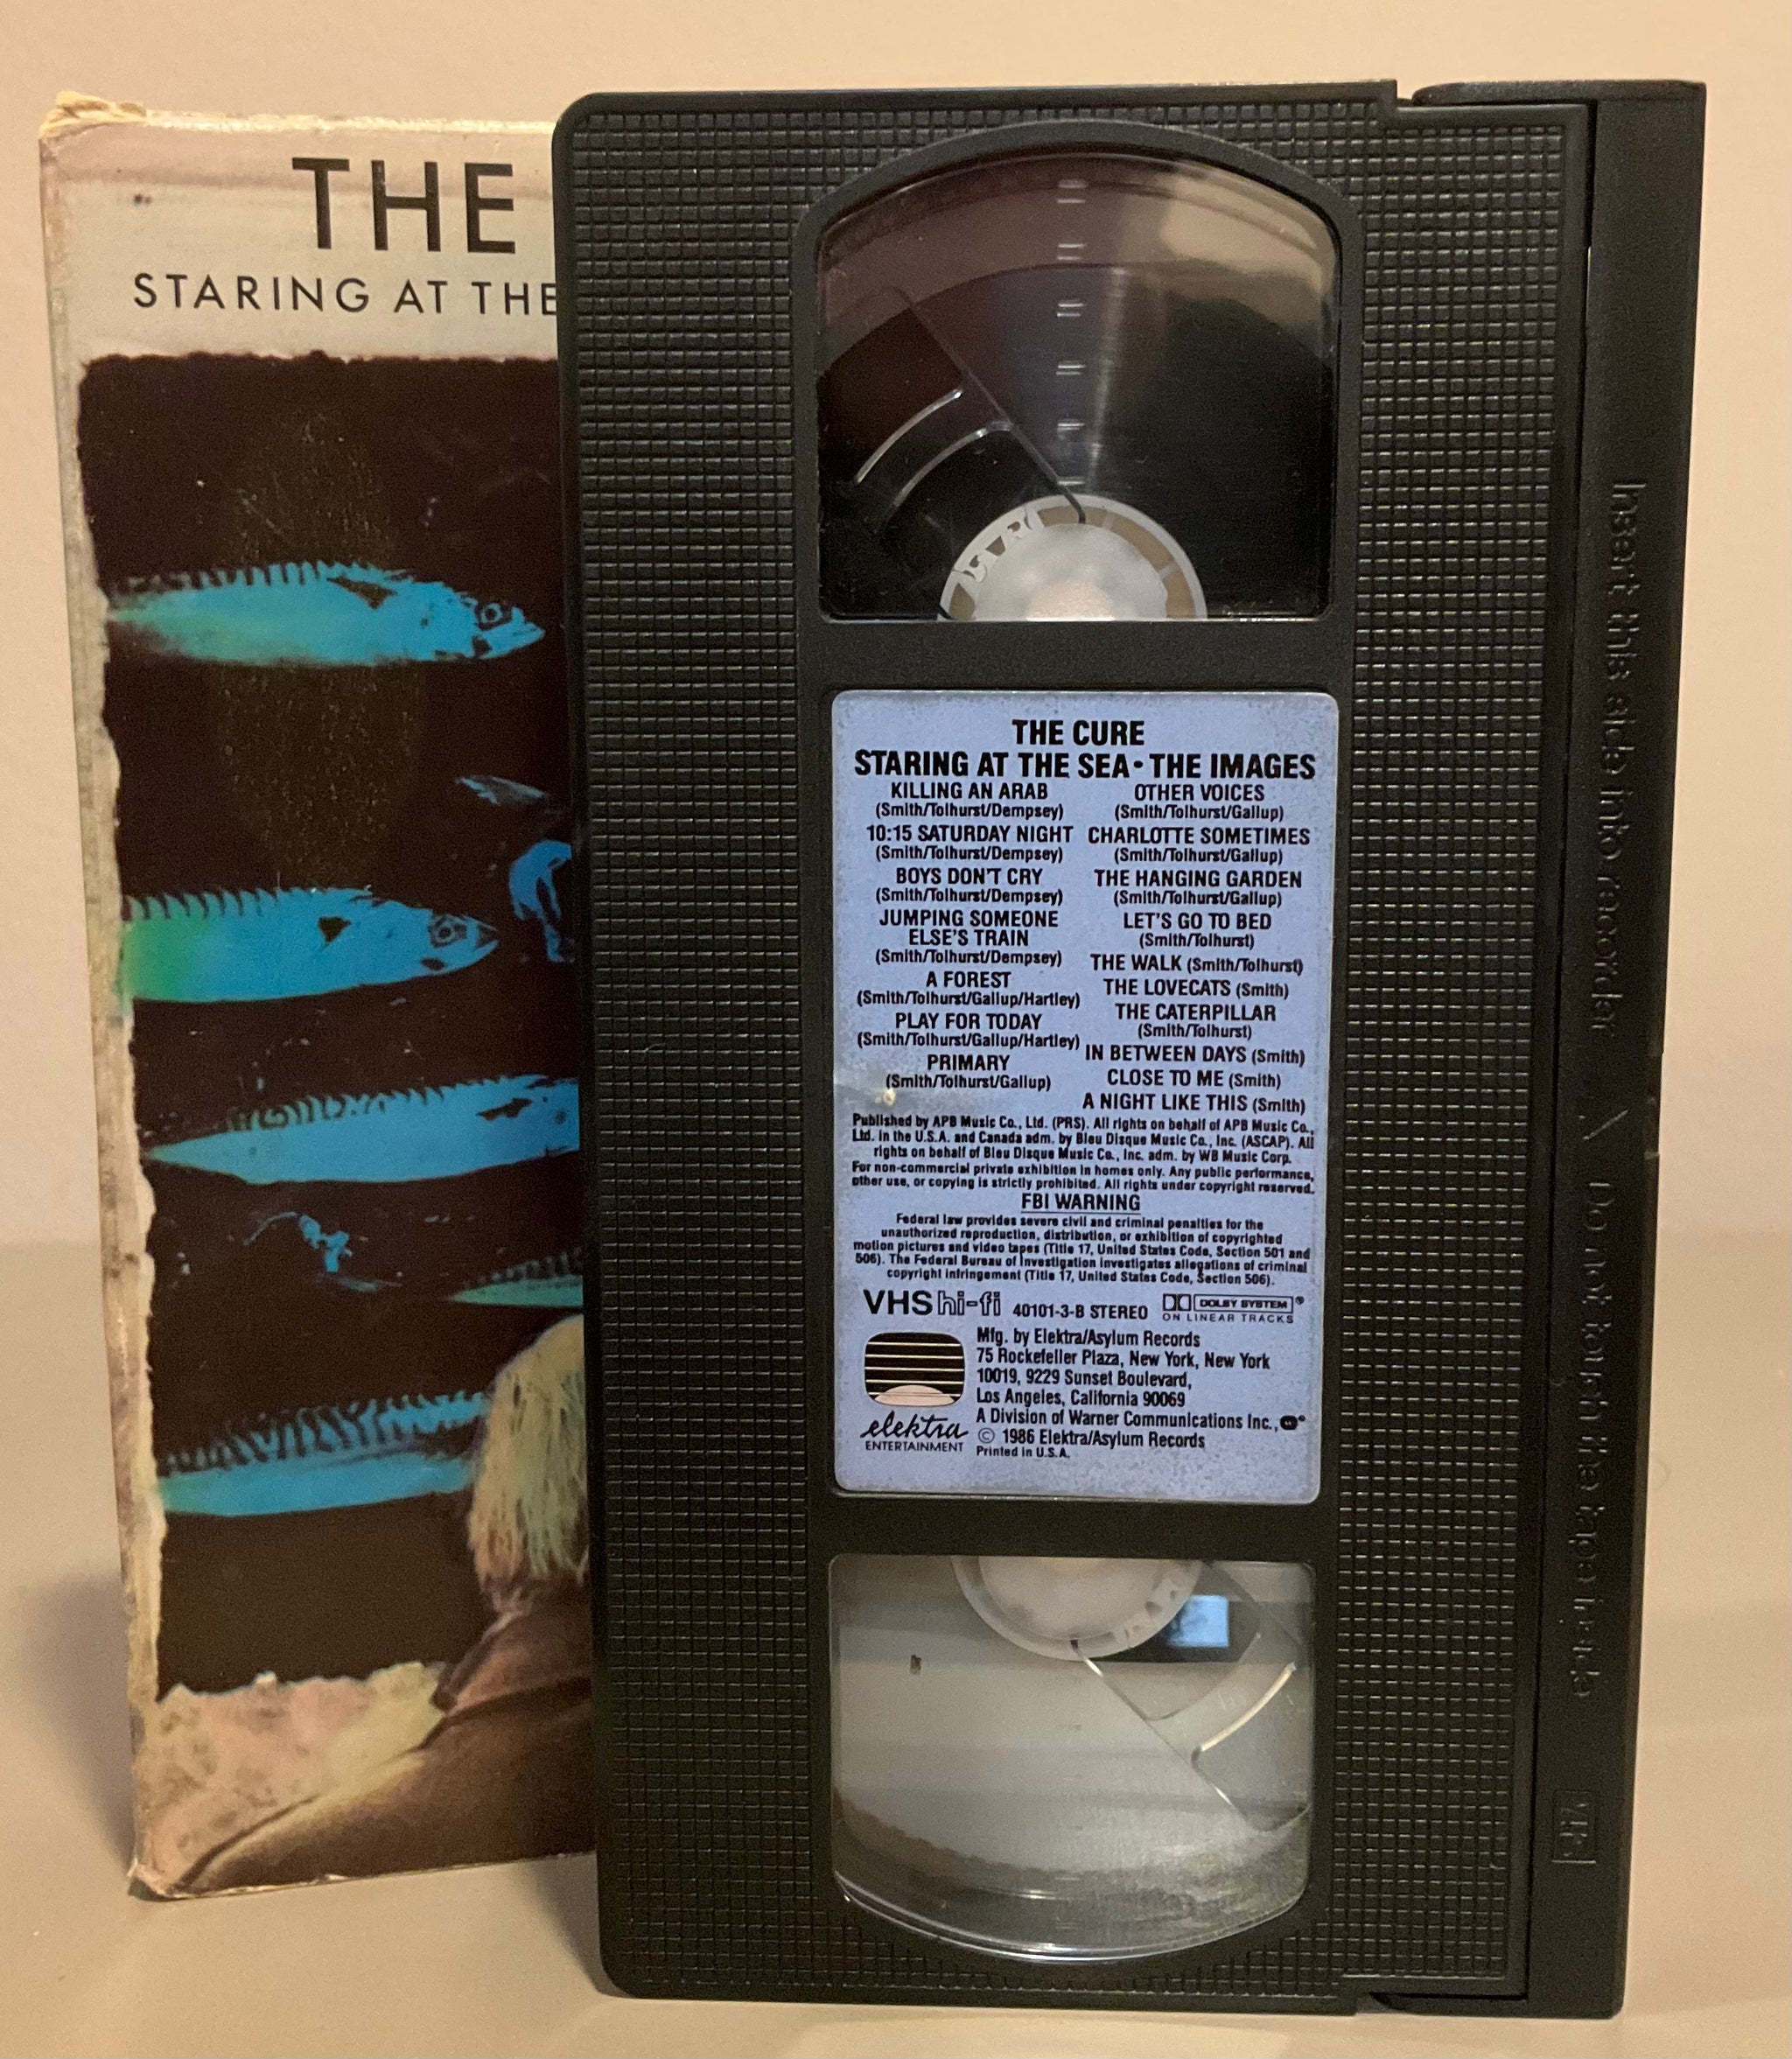 THE
STARING AT THE
THE CURE
STARING AT THE SEA • THE IMAGES
KILLING AN ARAB
(Smith/Tolhurst/Dempsey)
10:15 SATURDAY NIGHT
(Smith/Tolhurst/Dempsey)
BOYS DON'T CRY
(Smith/Tolhurst/Dempsey)
JUMPING SOMEONE
ELSE'S TRAIN
(Smith/Tolhurst/Dempsey)
A FOREST
(Smith/Tolhurst/Gallup/Hartley)
PLAY FOR TODAY
(Smith/Tolhurst/Gallup/Hartley)
PRIMARY
(Smith/Tolhurst/Gallup)
OTHER VOICES
(Smith/Tolhurst/Gallup)
CHARLOTTE SOMETIMES
(Smith/Tolhurst/Gallup)
THE HANGING GARDEN
(Smith/Tolhurst/Gallup)
LET'S GO TO BED
(Smith/Tolhurst)
THE WALK (Smith/Tolhurst)
THE LOVECATS (Smith)
THE CATERPILLAR
(Smith/Tolhurst)
IN BETWEEN DAYS (Smith)
CLOSE TO ME (Smith)
A NIGHT LIKE THIS (Smith)
Published by APB Music Co., Ltd. (PRS). All rights on behalf of APB Music Co.,
Ltd. in the U.S.A. and Canada adm. by Bleu Disque Music Co., Inc. (ASCAP). All
rights on behalf of Bleu Disque Music Co., Inc. adm. by WB Music Corp.
For non-commercial private exhibition in homes only. Any public performance,
other use, or copying is strictly prohibited. All rights under copyright reserved.
FBI WARNING
Federal law provides severe civil and criminal penalties for the
unauthorized reproduction, distribution, or exhibition of copyrighted
motion pictures and video tapes (Title 17, United States Code, Section 501 and
506). The Federal Bureau of Investigation investigates allegations of criminal
copyright infringement (Title 17, United States Code, Section 506).
VHS hi-fi 40101-3-B STEREO DOLBY SYSTEM®
ON LINEAR TRACKS
Mfg. by Elektra/Asylum Records
75 Rockefeller Plaza, New York, New York
10019, 9229 Sunset Boulevard,
Los Angeles, California 90069
A Division of Warner Communications Inc.,
© 1986 Elektra/Asylum Records
Printed in U.S.A.
elektra
ENTERTAINMENT
Insert this side into recorder
Do not touch the tape inside